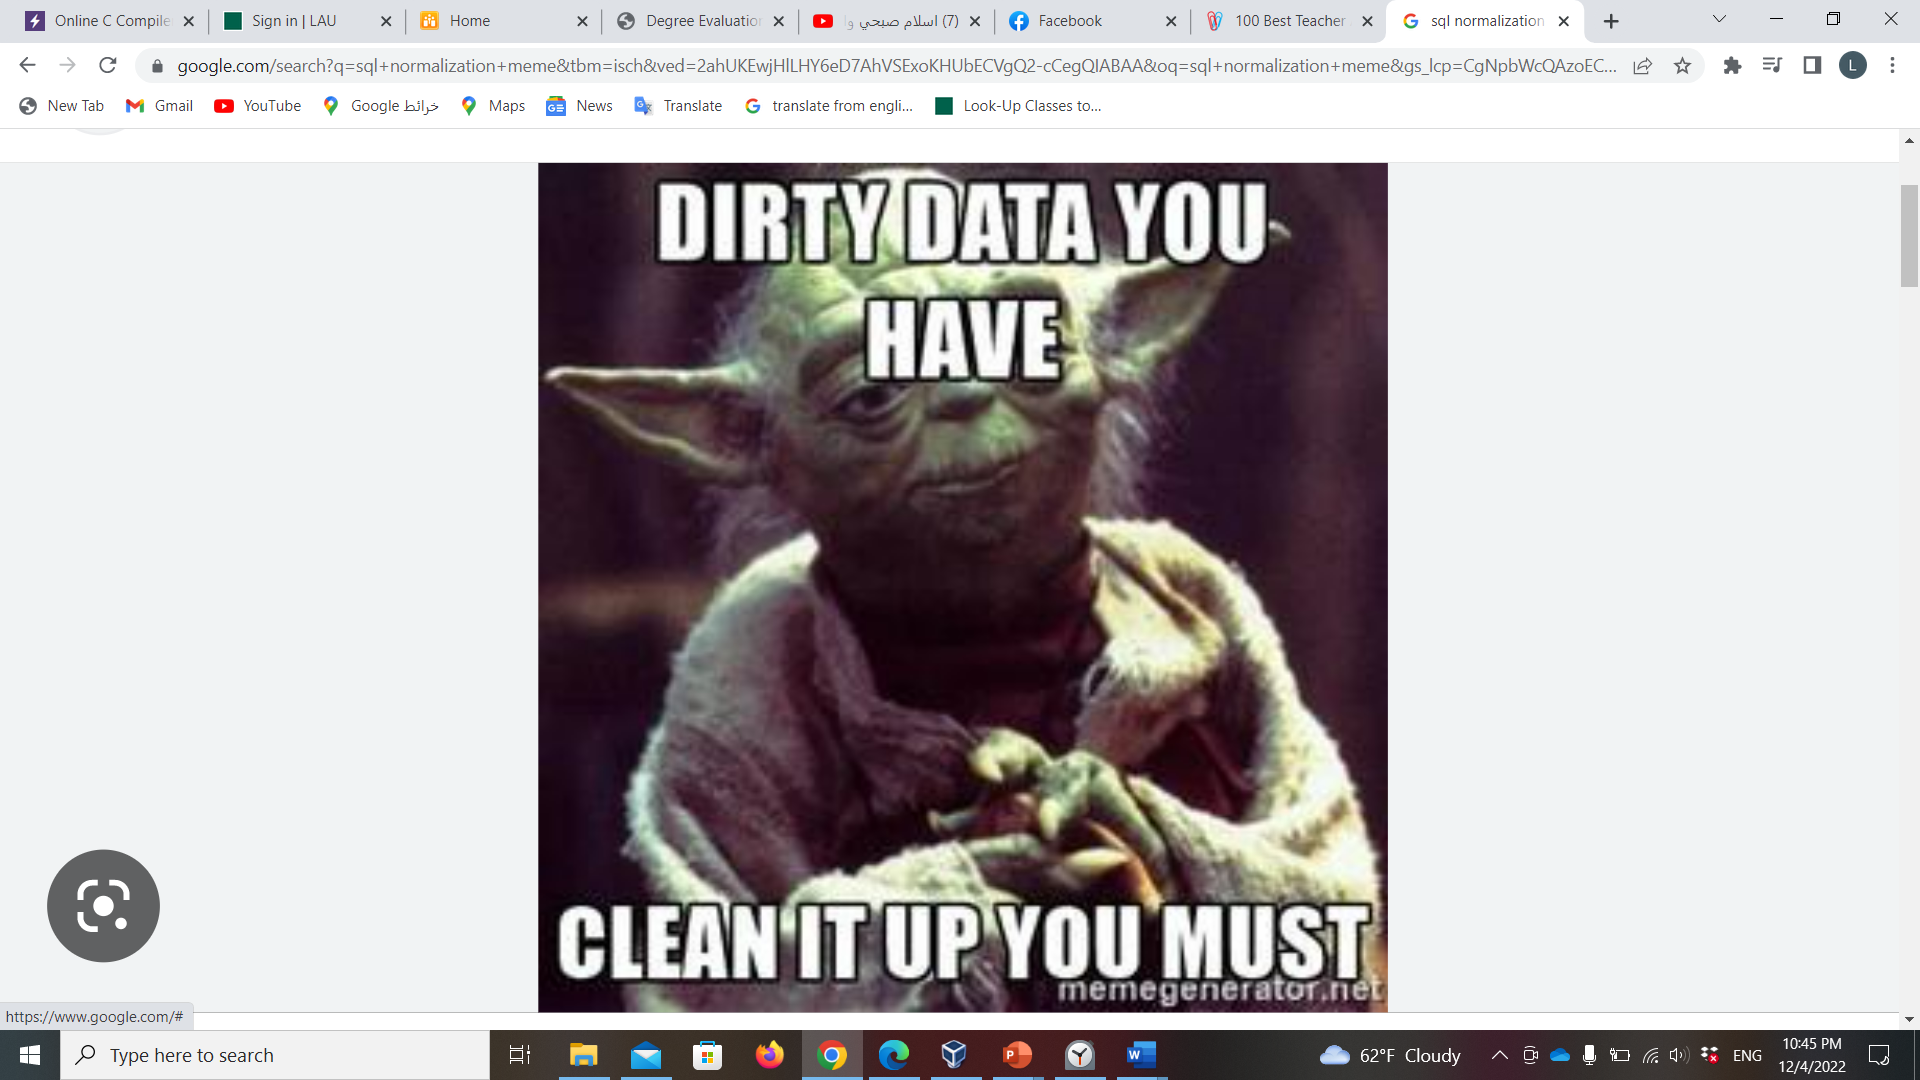 Online C Compile
Sign in | LAU
Home
Degree Evaluation
(7) اسلام صبحي وا
Facebook
100 Best Teacher
sql normalization
google.com/search?q=sql+normalization+meme&tbm=isch&ved=2ahUKEwjHlLHY6eD7AhVSExoKHUbECVgQ2-cCegQIABAA&oq=sql+normalization+meme&gs_lcp=CgNpbWcQAzoEC...
L
New Tab
Gmail
YouTube
Google خرائط
Maps
News
Translate
translate from engli...
Look-Up Classes to...
DIRTY DATA YOU
HAVE
CLEAN IT UP YOU MUST
memegenerator.net
https://www.google.com/#
Type here to search
62°F Cloudy
ENG
10:45 PM
12/4/2022